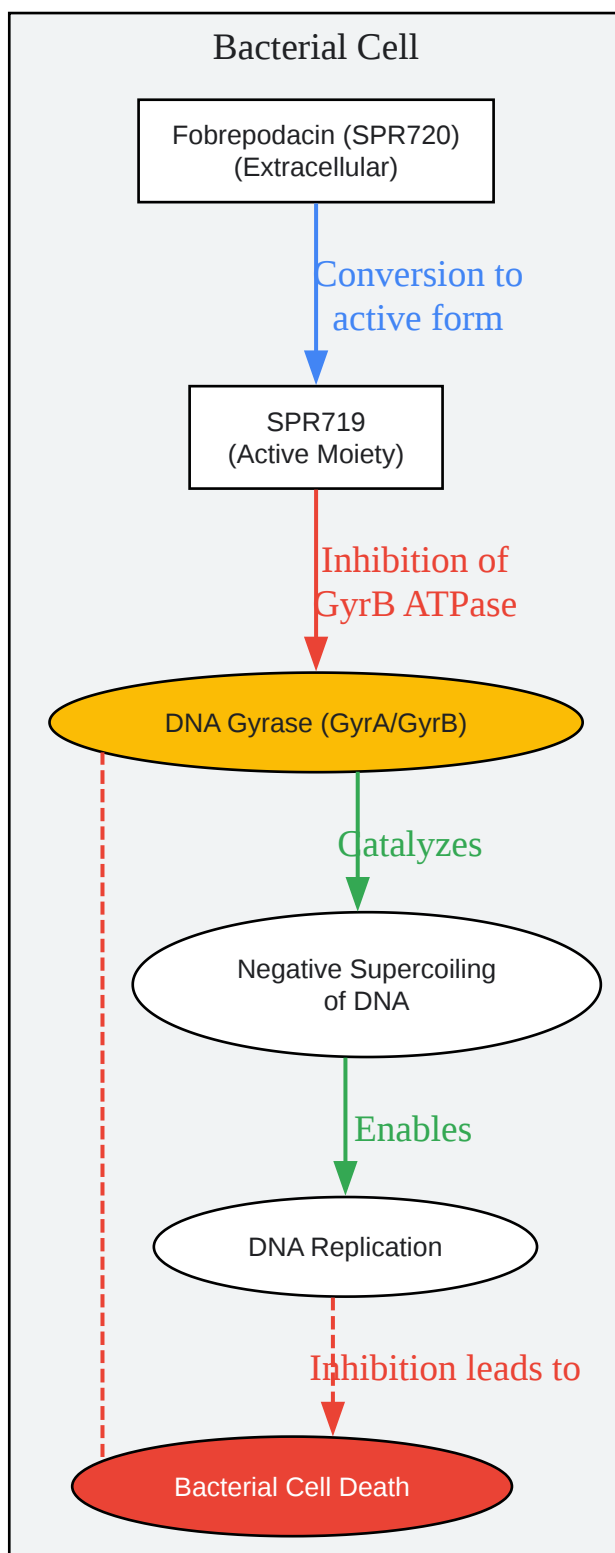 Bacterial Cell
Fobrepodacin (SPR720)
(Extracellular)
Conversion to
active form
SPR719
(Active Moiety)
Inhibition of
GyrB ATPase
DNA Gyrase (GyrA/GyrB)
Catalyzes
Negative Supercoiling
of DNA
Enables
DNA Replication
Inhibition leads to
Bacterial Cell Death